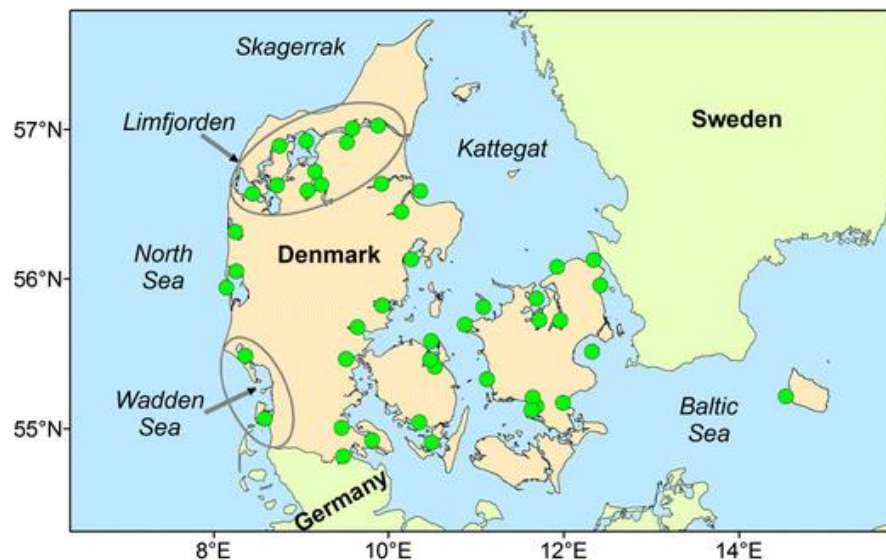 Skagerrak
57°N
Limfjorden
Sweden
Kattegat
North
Sea
Denmark
56°N
Wadden
Sea
55°N
Baltic
Sea
Germany
8°E
10°E
12°E
14°E